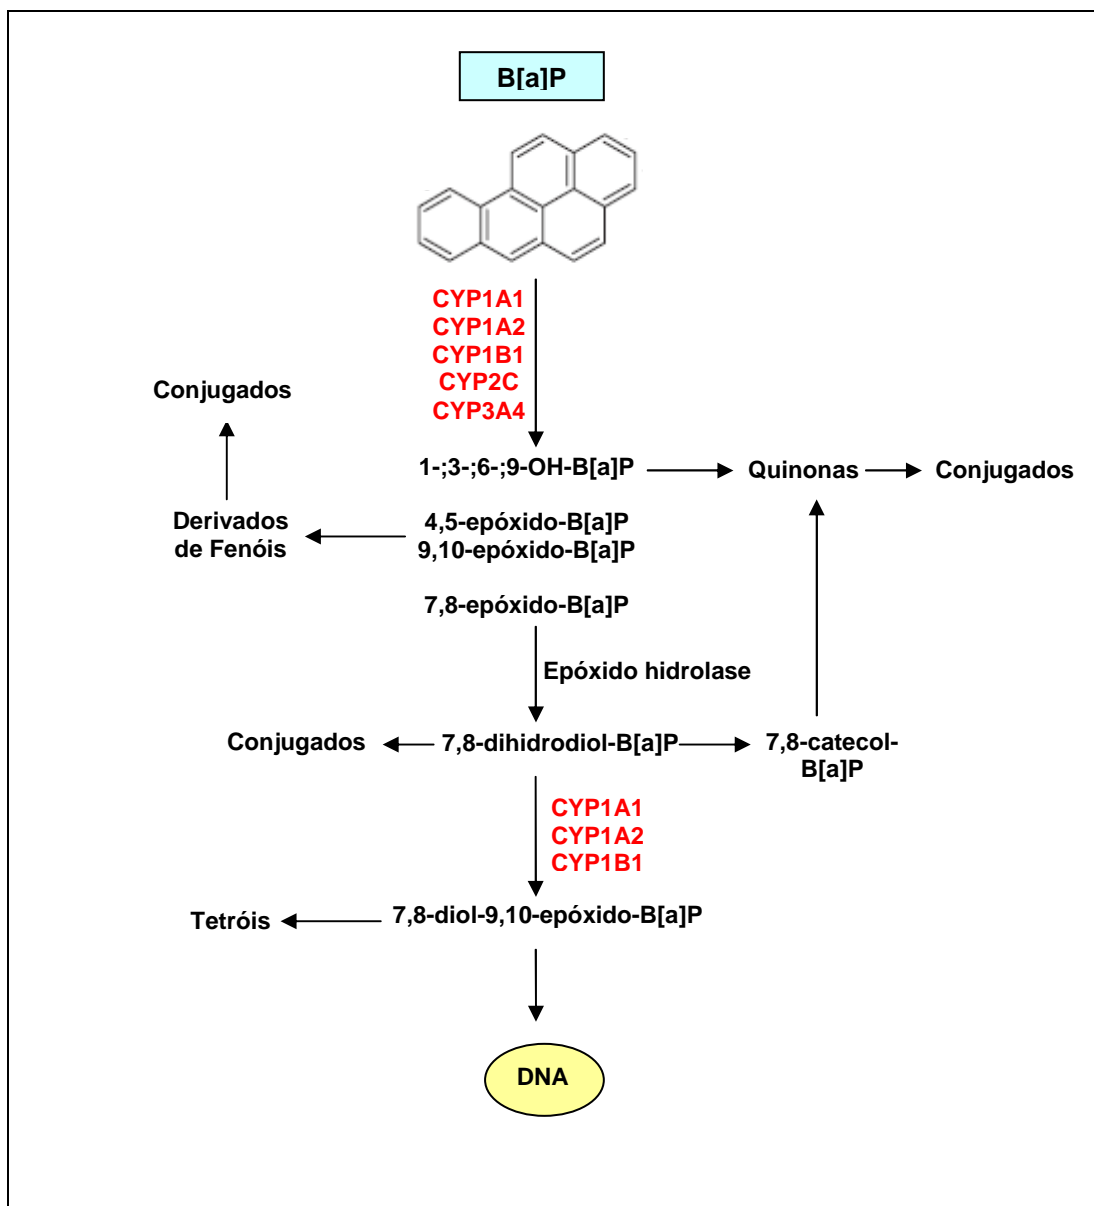 B[a]P
CYP1A1
CYP1A2
CYP1B1
CYP2C
CYP3A4
Conjugados
1-;3-;6-;9-OH-B[a]P
Quinonas
Conjugados
Derivados
de Fenóis
4,5-epóxido-B[a]P
9,10-epóxido-B[a]P
7,8-epóxido-B[a]P
Epóxido hidrolase
Conjugados
7,8-dihidrodiol-B[a]P
7,8-catecol-
B[a]P
CYP1A1
CYP1A2
CYP1B1
Tetróis
7,8-diol-9,10-epóxido-B[a]P
DNA